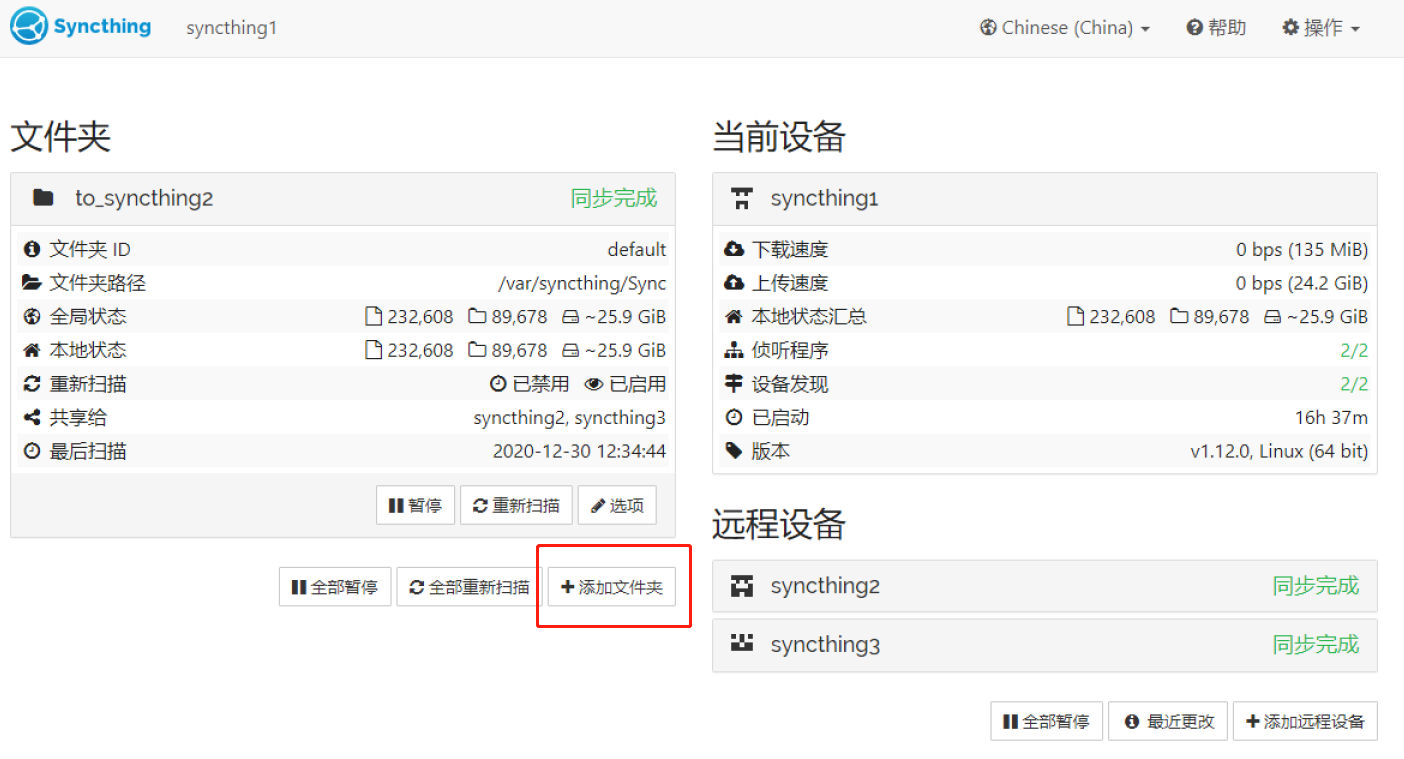 Syncthing syncthing1 Chinese (China) 帮助 操作
文件夹
to_syncthing2 同步完成
文件夹 ID default
文件夹路径 /var/syncthing/Sync
全局状态 232,608 89,678 ~25.9 GiB
本地状态 232,608 89,678 ~25.9 GiB
重新扫描 已禁用 已启用
共享给 syncthing2, syncthing3
最后扫描 2020-12-30 12:34:44
暂停 重新扫描 选项
全部暂停 全部重新扫描 添加文件夹
当前设备
syncthing1
下载速度 0 bps (135 MiB)
上传速度 0 bps (24.2 GiB)
本地状态汇总 232,608 89,678 ~25.9 GiB
侦听程序 2/2
设备发现 2/2
已启动 16h 37m
版本 v1.12.0, Linux (64 bit)
远程设备
syncthing2 同步完成
syncthing3 同步完成
全部暂停 最近更改 添加远程设备